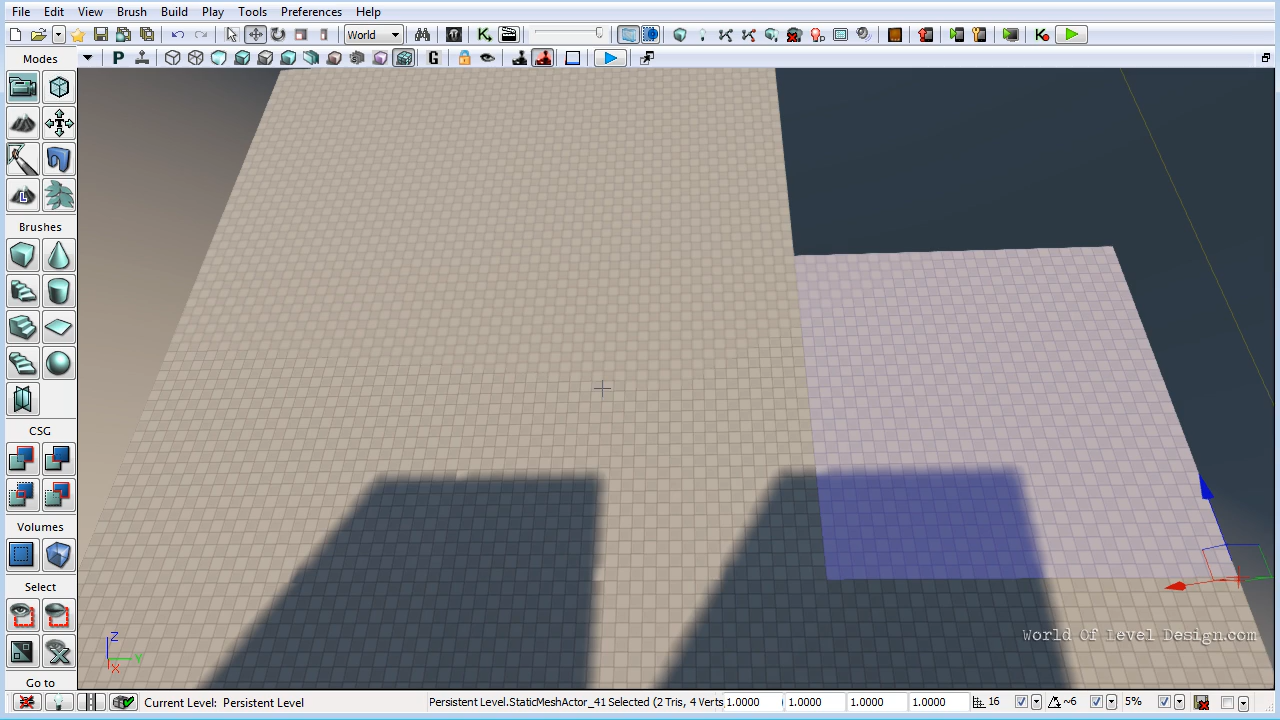 File Edit View Brush Build Play Tools Preferences Help
World
P G
Modes
L
Brushes
CSG
Volumes
Select
Go to
Z
Y
X
World Of Level Design.com
Current Level: Persistent Level
Persistent Level.StaticMeshActor_41 Selected (2 Tris, 4 Verts
1.0000 1.0000 1.0000 1.0000
16 ~6 5%